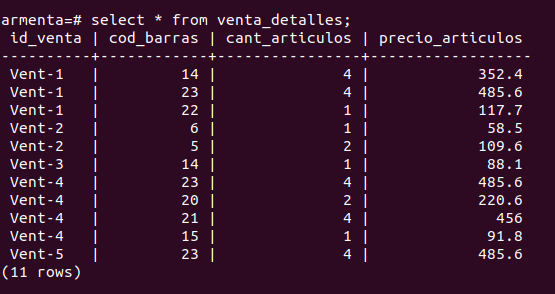 armenta=# select * from venta_detalles;
 id_venta | cod_barras | cant_articulos | precio_articulos
----------+------------+----------------+------------------
 Vent-1   |         14 |              4 |            352.4
 Vent-1   |         23 |              4 |            485.6
 Vent-1   |         22 |              1 |            117.7
 Vent-2   |          6 |              1 |             58.5
 Vent-2   |          5 |              2 |            109.6
 Vent-3   |         14 |              1 |             88.1
 Vent-4   |         23 |              4 |            485.6
 Vent-4   |         20 |              2 |            220.6
 Vent-4   |         21 |              4 |              456
 Vent-4   |         15 |              1 |             91.8
 Vent-5   |         23 |              4 |            485.6
(11 rows)